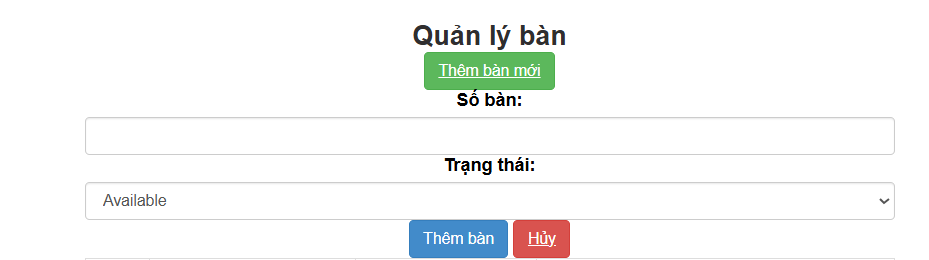 Quản lý bàn
Thêm bàn mới
Số bàn:
Trạng thái:
Available
Thêm bàn Hủy